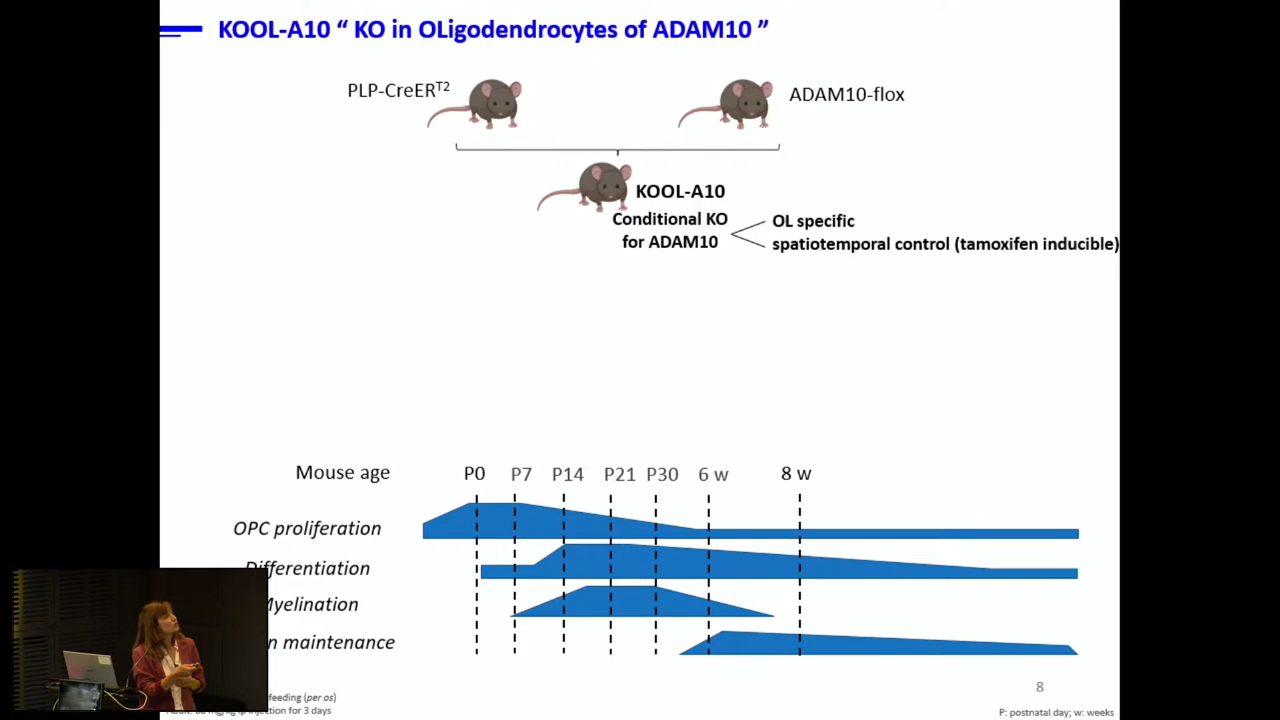 KOOL-A10 “ KO in OLigodendrocytes of ADAM10 ”
PLP-CreERT2
ADAM10-flox
KOOL-A10
Conditional KO
for ADAM10
OL specific
spatiotemporal control (tamoxifen inducible)
Mouse age P0 P7 P14 P21 P30 6 w 8 w
OPC proliferation
Differentiation
Myelination
maintenance
8
feeding (per os)
injection for 3 days
P: postnatal day; w: weeks